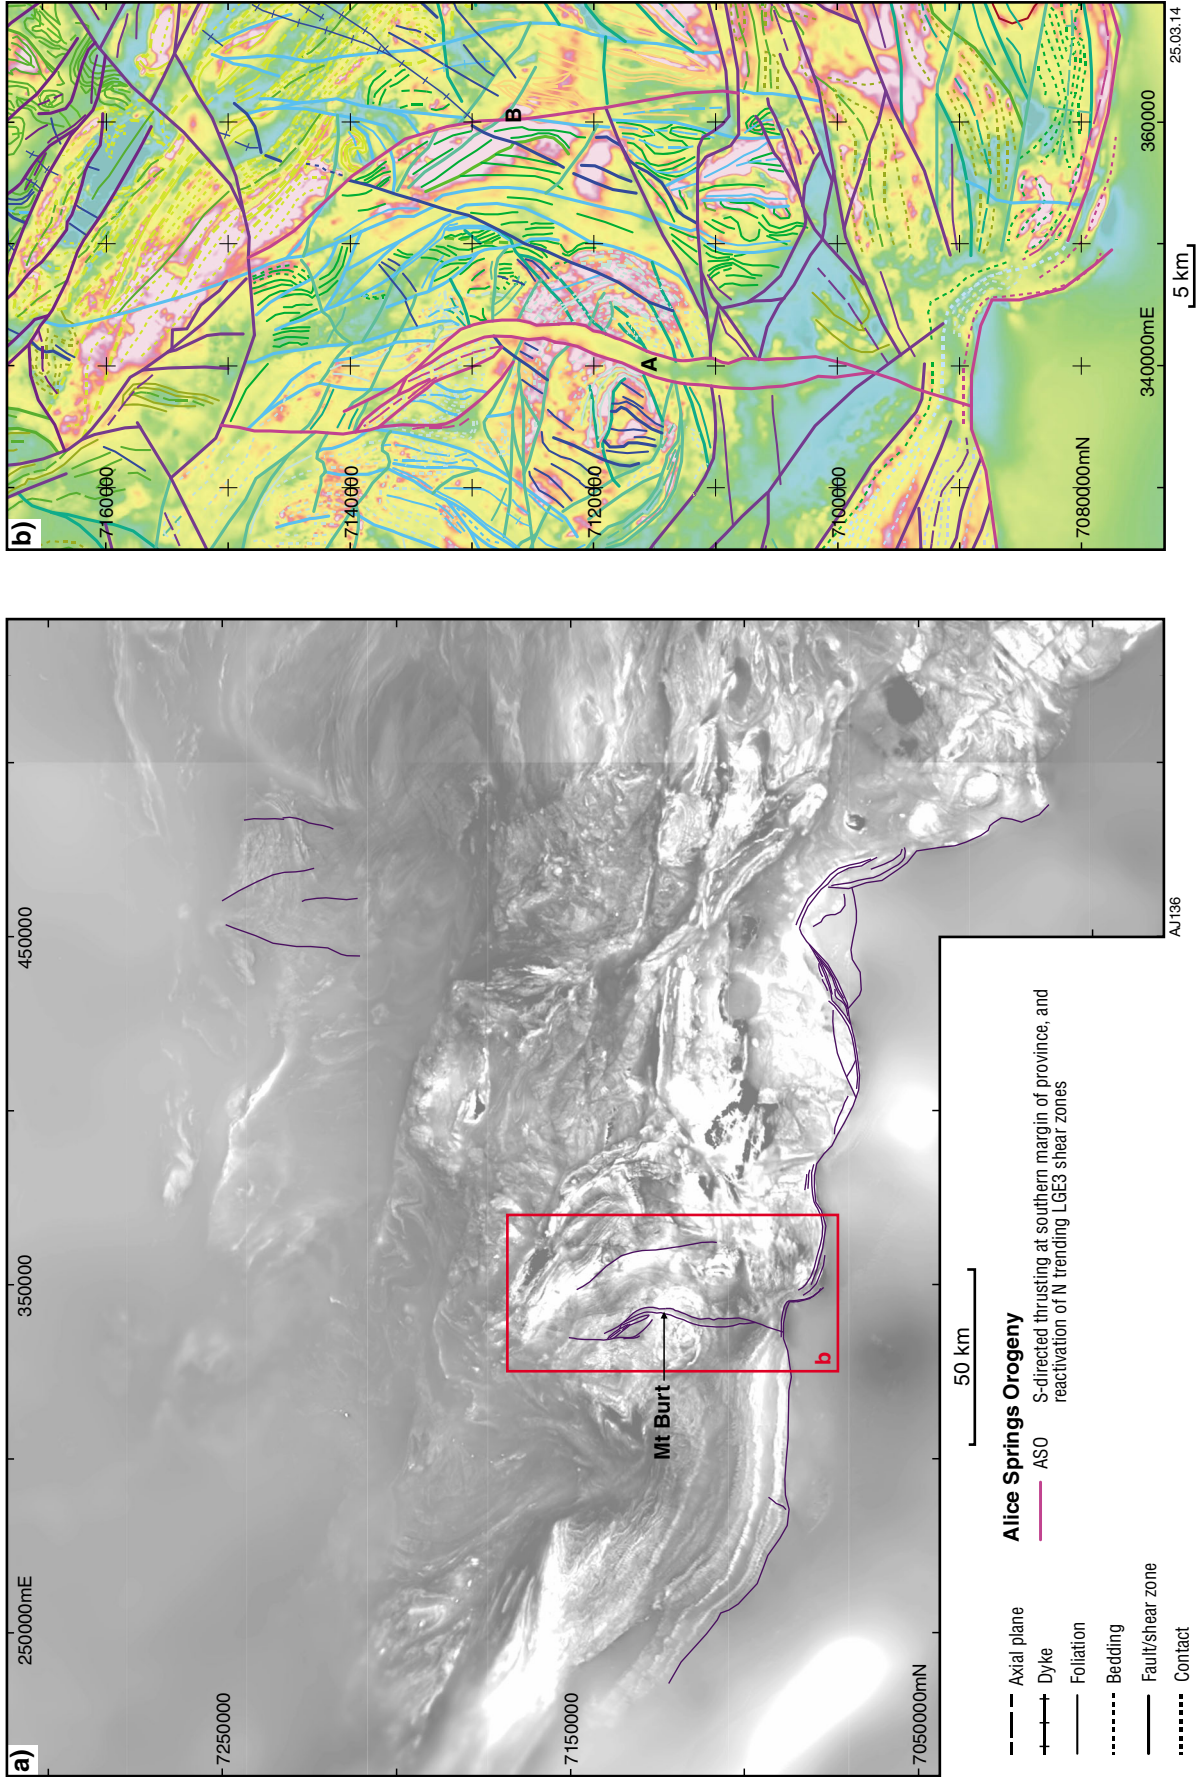 a)
250000mE
350000
450000
7250000
7150000
7050000mN
Mt Burt
b
50 km
Axial plane
Dyke
Foliation
Bedding
Fault/shear zone
Contact
Alice Springs Orogeny
ASO S-directed thrusting at southern margin of province, and
reactivation of N trending LGE3 shear zones
AJ136
b)
7160000
7140000
7120000
7100000
7080000mN
A
B
340000mE
360000
5 km
25.03.14